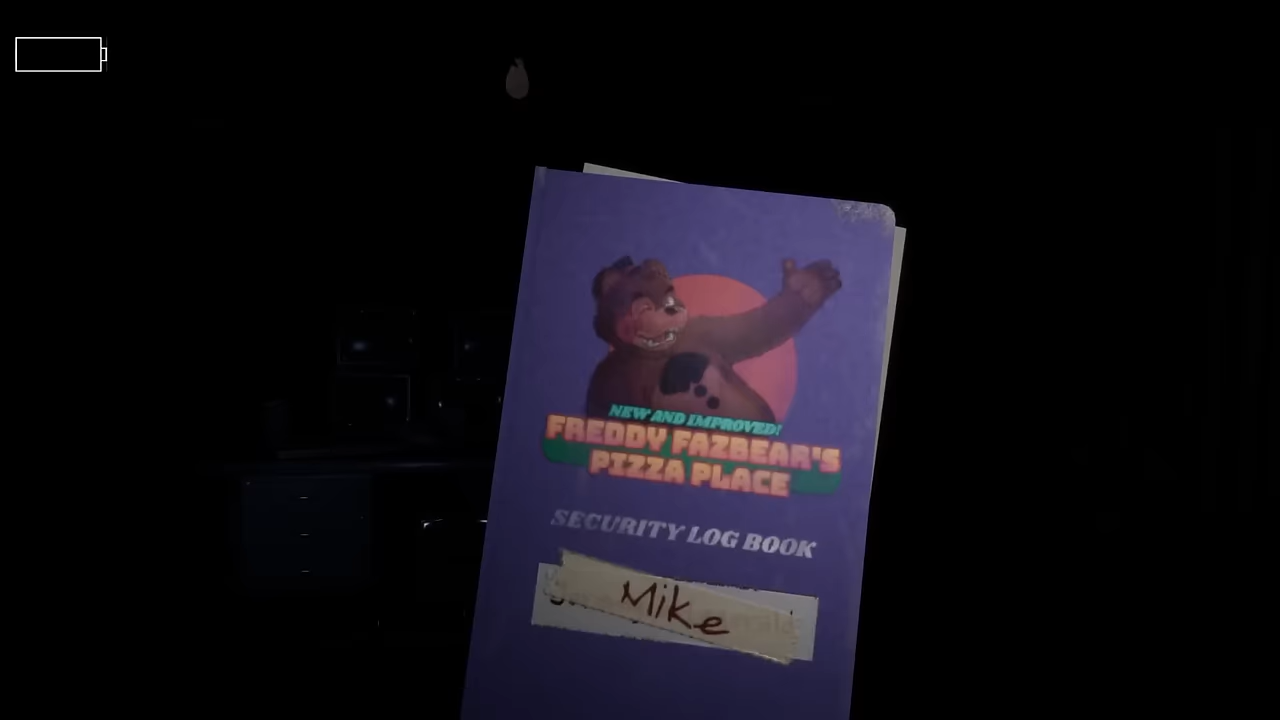 NEW AND IMPROVED!
FREDDY FAZBEAR'S
PIZZA PLACE
SECURITY LOG BOOK
Mike